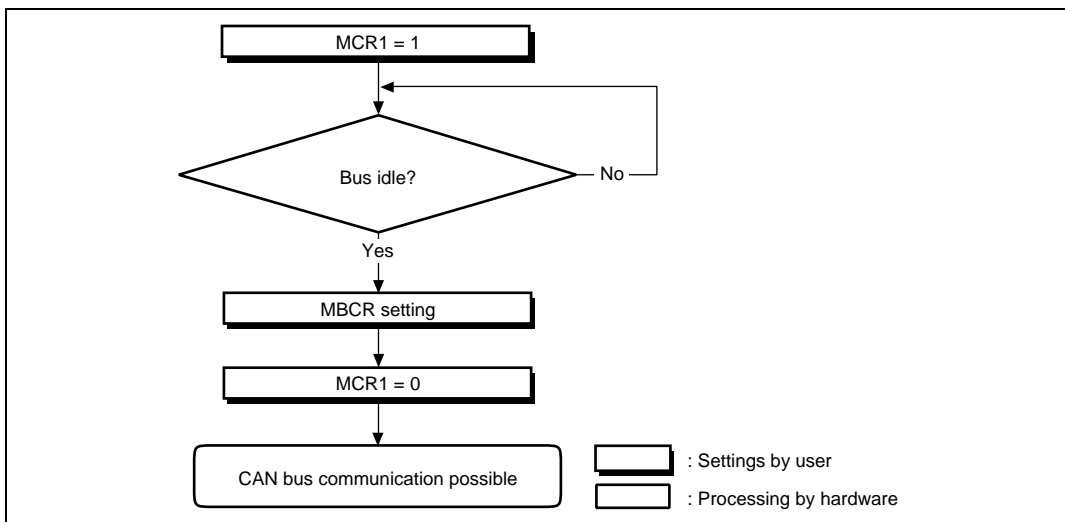 MCR1 = 1
Bus idle?
No
Yes
MBCR setting
MCR1 = 0
CAN bus communication possible
: Settings by user
: Processing by hardware